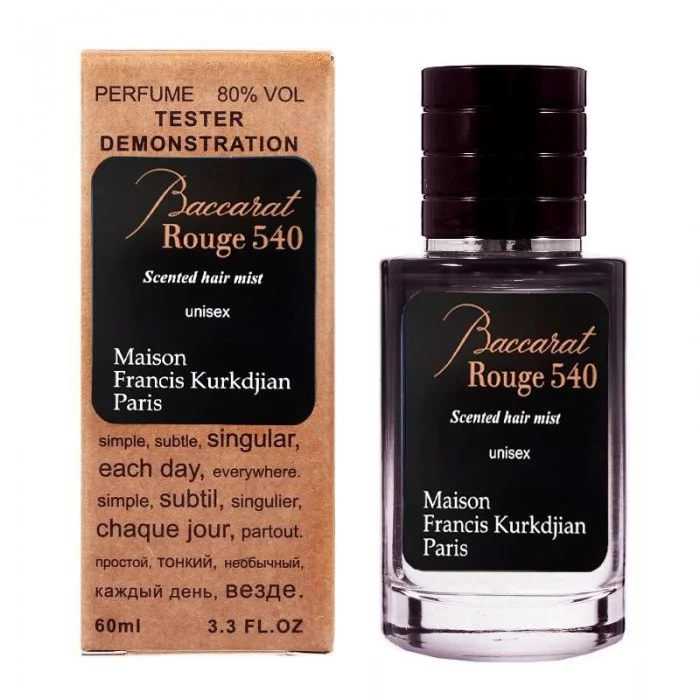 PERFUME 80% VOL
TESTER
DEMONSTRATION
Baccarat
Rouge 540
Scented hair mist
unisex
Maison
Francis Kurkdjian
Paris
simple, subtle, singular,
each day, everywhere.
simple, subtil, singulier,
chaque jour, partout.
простой, тонкий, необычный,
каждый день, везде.
60ml 3.3 FL.OZ
Baccarat
Rouge 540
Scented hair mist
unisex
Maison
Francis Kurkdjian
Paris